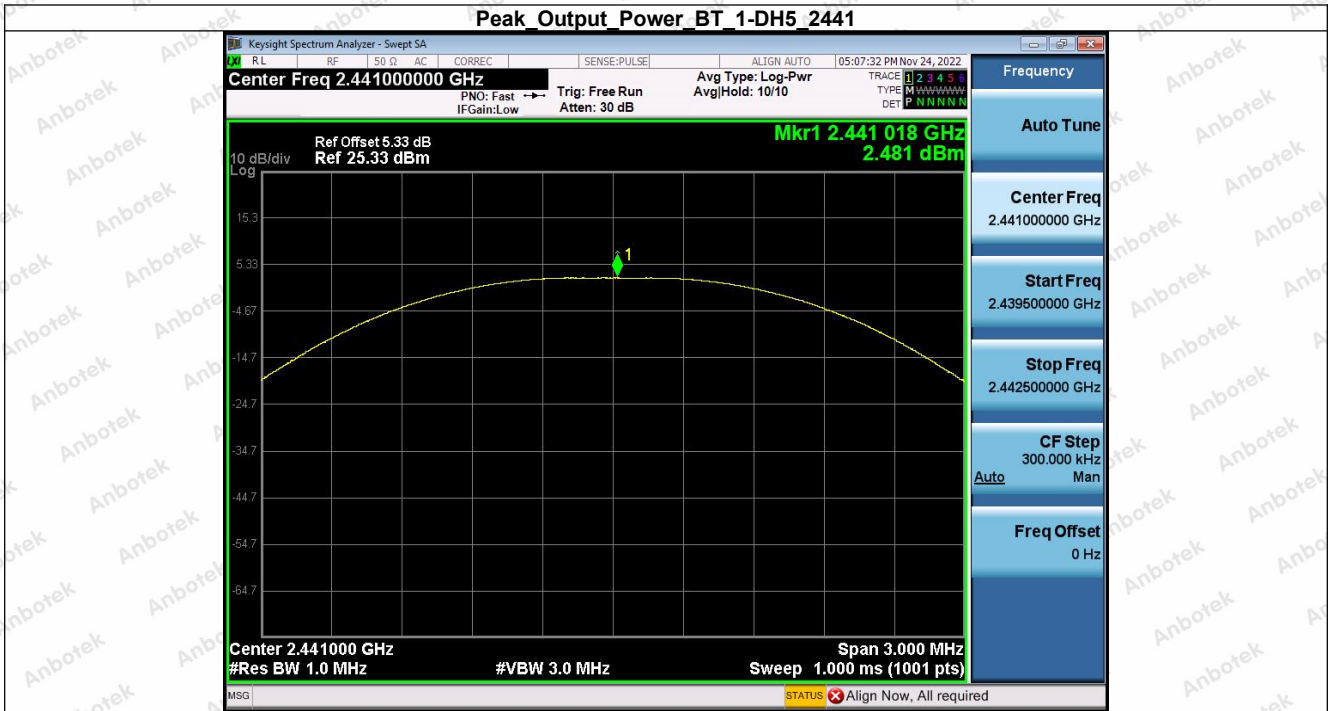 Peak_Output_Power_BT_1-DH5_2441
Keysight Spectrum Analyzer - Swept SA
LXI RL RF 50 Ω AC CORREC SENSE:PULSE ALIGN AUTO 05:07:32 PM Nov 24, 2022
Center Freq 2.441000000 GHz
PNO: Fast
IFGain:Low
Trig: Free Run
Atten: 30 dB
Avg Type: Log-Pwr
Avg|Hold: 10/10
TRACE 1 2 3 4 5 6
TYPE M WWWWW
DET P N N N N N
Mkr1 2.441 018 GHz
2.481 dBm
Ref Offset 5.33 dB
10 dB/div Ref 25.33 dBm
Log
15.3
5.33
-4.67
-14.7
-24.7
-34.7
-44.7
-54.7
-64.7
1
Center 2.441000 GHz Span 3.000 MHz
#Res BW 1.0 MHz #VBW 3.0 MHz Sweep 1.000 ms (1001 pts)
MSG STATUS Align Now, All required
Frequency
Auto Tune
Center Freq
2.441000000 GHz
Start Freq
2.439500000 GHz
Stop Freq
2.442500000 GHz
CF Step
300.000 kHz
Auto Man
Freq Offset
0 Hz
Anbotek